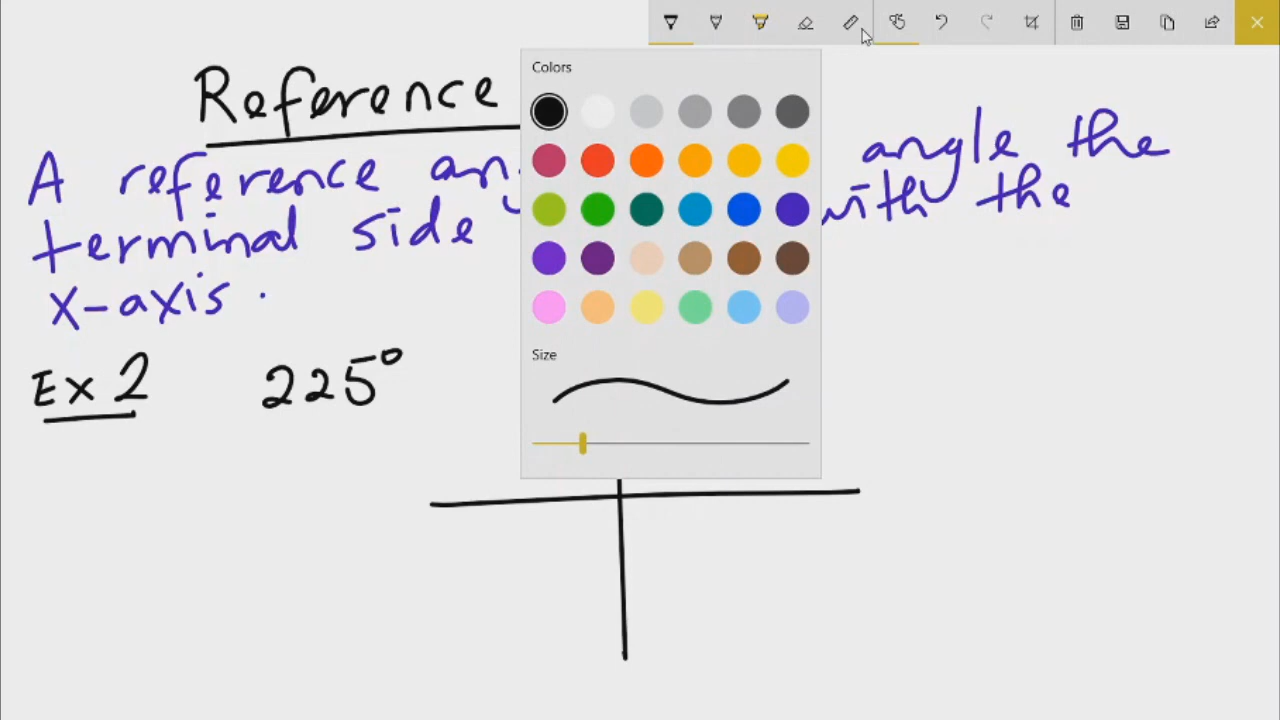 Reference
Colors
A reference an angle the
terminal side with the
x-axis.
Size
Ex 2 225°